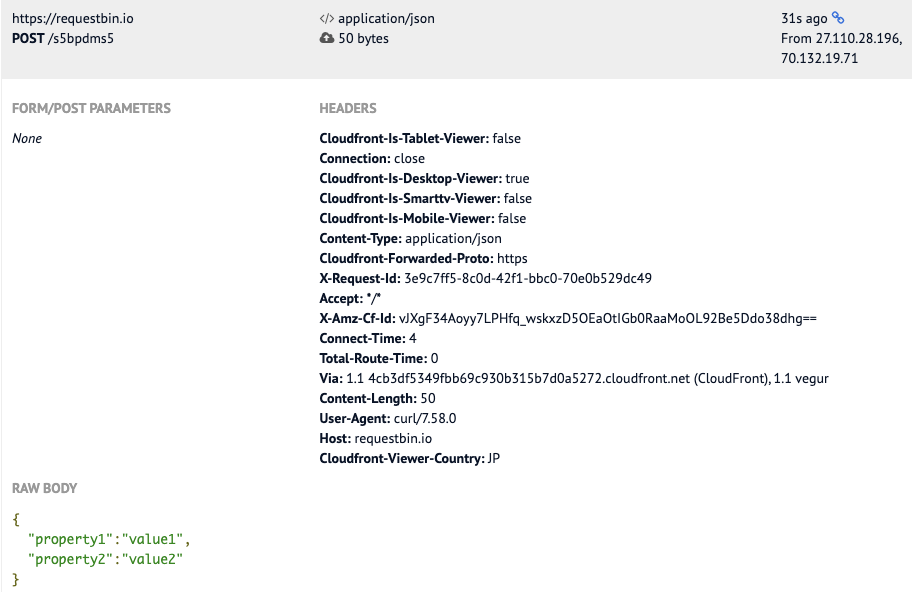 https://requestbin.io
POST /s5bpdms5
</> application/json
50 bytes
31s ago
From 27.110.28.196,
70.132.19.71
FORM/POST PARAMETERS
None
HEADERS
Cloudfront-Is-Tablet-Viewer: false
Connection: close
Cloudfront-Is-Desktop-Viewer: true
Cloudfront-Is-Smarttv-Viewer: false
Cloudfront-Is-Mobile-Viewer: false
Content-Type: application/json
Cloudfront-Forwarded-Proto: https
X-Request-Id: 3e9c7ff5-8c0d-42f1-bbc0-70e0b529dc49
Accept: */*
X-Amz-Cf-Id: vJXgF34Aoyy7LPHfq_wskxzD5OEaOtIGb0RaaMoOL92Be5Ddo38dhg==
Connect-Time: 4
Total-Route-Time: 0
Via: 1.1 4cb3df5349fbb69c930b315b7d0a5272.cloudfront.net (CloudFront), 1.1 vegur
Content-Length: 50
User-Agent: curl/7.58.0
Host: requestbin.io
Cloudfront-Viewer-Country: JP
RAW BODY
{
"property1":"value1",
"property2":"value2"
}